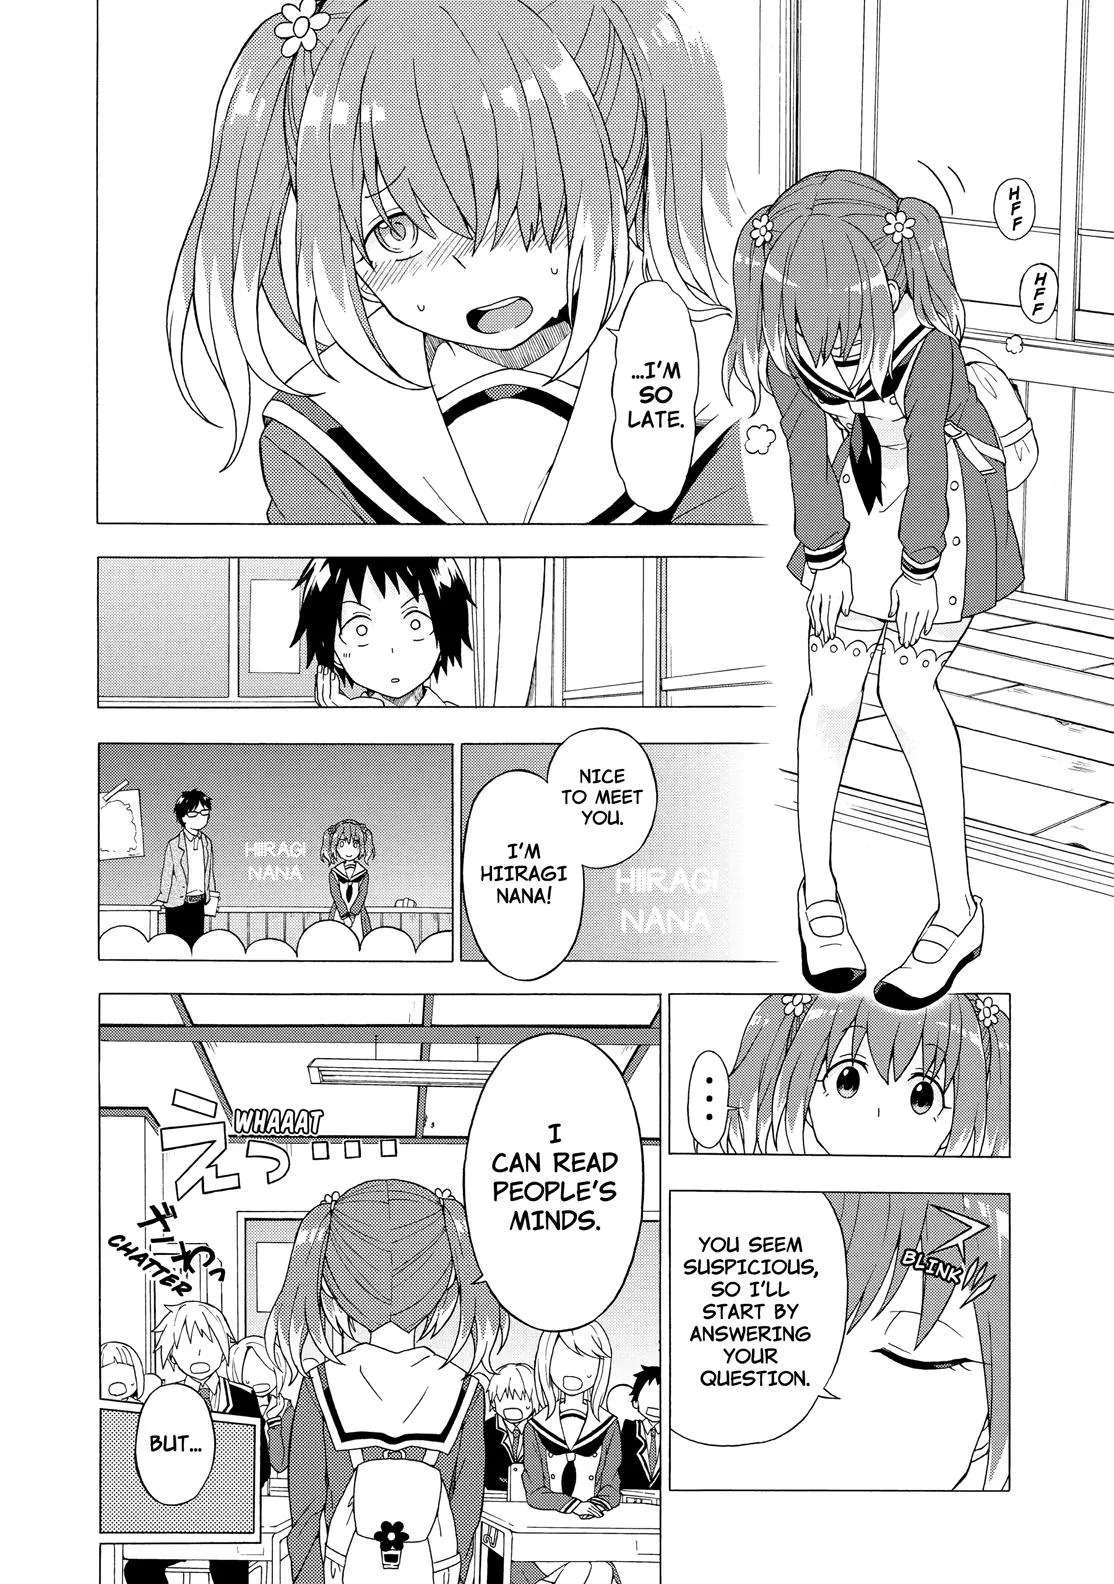 HFF
HFF
...I'M
SO
LATE.
NICE
TO MEET
YOU.
I'M
HIIRAGI
NANA!
HIIRAGI
NANA
HIIRAGI
NANA
...
YOU SEEM
SUSPICIOUS,
SO I'LL
START BY
ANSWERING
YOUR
QUESTION.
BLINK
I
CAN READ
PEOPLE'S
MINDS.
WHAAAT
えっ…
CHATTER
BUT...